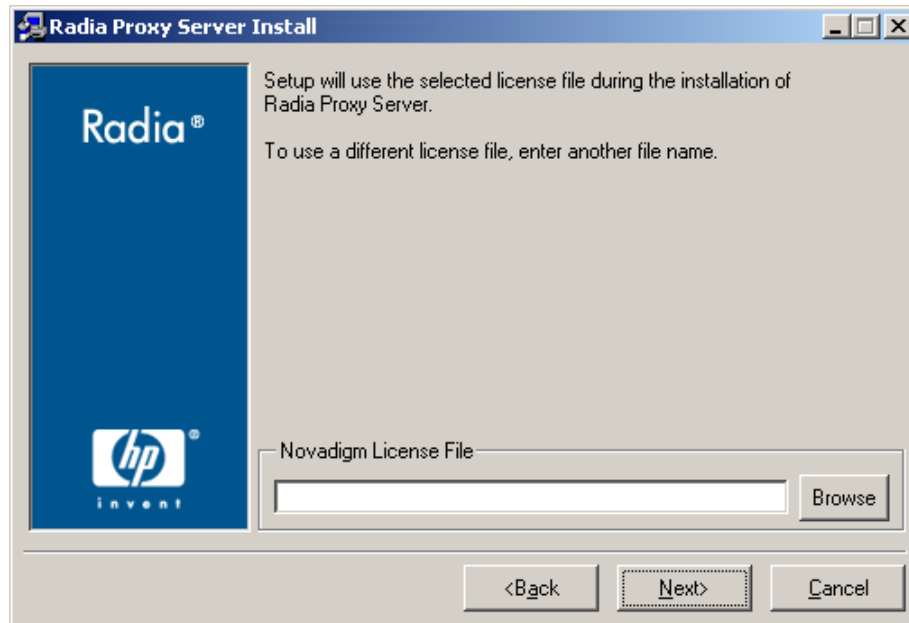 Radia Proxy Server Install
Radia®
Setup will use the selected license file during the installation of
Radia Proxy Server.
To use a different license file, enter another file name.
hp®
invent
Novadigm License File
Browse
<Back
Next>
Cancel